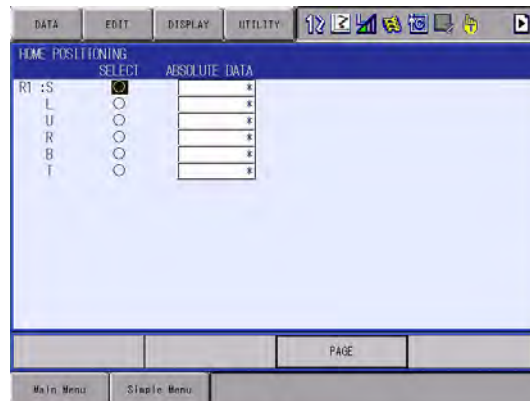 DATA EDIT DISPLAY UTILITY
HOME POSITIONING
SELECT ABSOLUTE DATA
R1 :S *
L *
U *
R *
B *
T *
PAGE
Main Menu Simple Menu